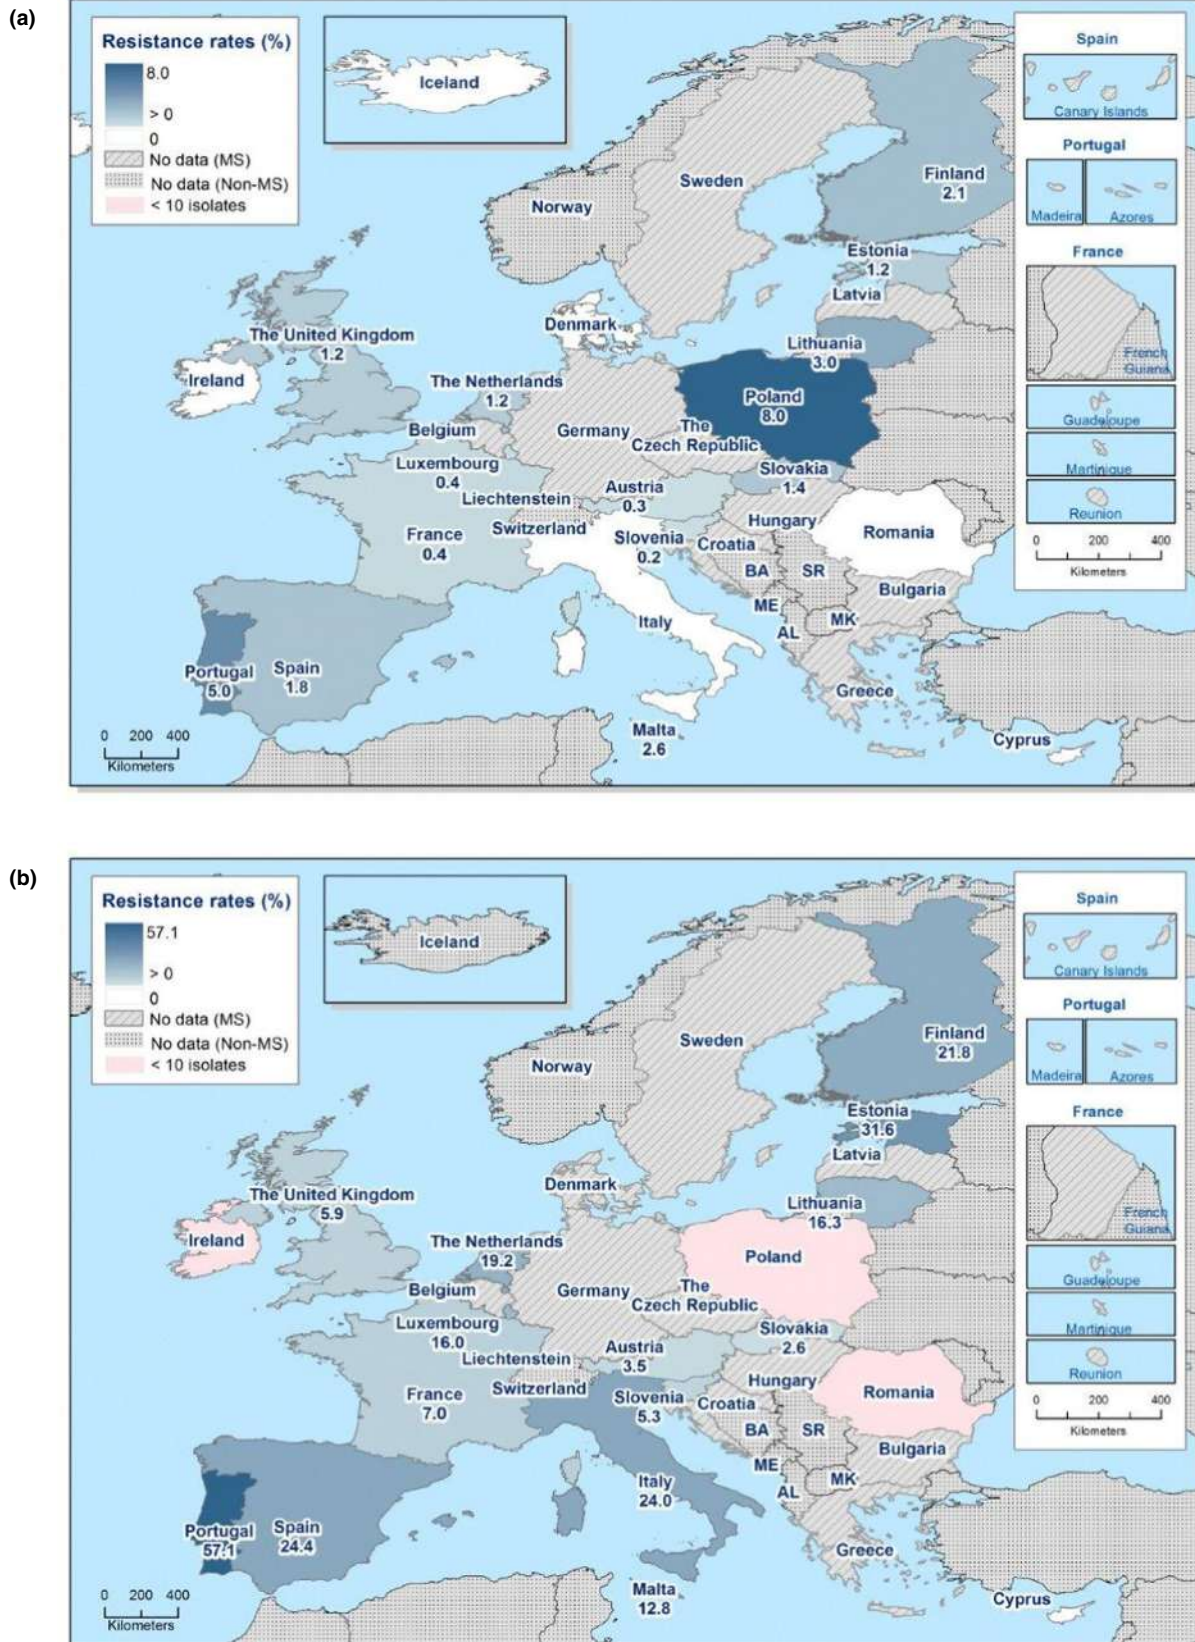 (a)
Resistance rates (%)
8.0
> 0
0
No data (MS)
No data (Non-MS)
< 10 isolates
Iceland
Spain
Canary Islands
Portugal
Madeira
Azores
France
French
Guiana
Guadeloupe
Martinique
Reunion
0 200 400
Kilometers
Norway
Sweden
Finland
2.1
Estonia
1.2
Latvia
The United Kingdom
1.2
Denmark
Lithuania
3.0
Ireland
The Netherlands
1.2
Poland
8.0
Belgium
Germany
The
Czech Republic
Luxembourg
0.4
Slovakia
1.4
Liechtenstein
Austria
0.3
Switzerland
Hungary
France
0.4
Slovenia
0.2
Croatia
Romania
BA
SR
Bulgaria
ME
MK
AL
Italy
Portugal
5.0
Spain
1.8
Greece
Malta
2.6
Cyprus
0 200 400
Kilometers
(b)
Resistance rates (%)
57.1
> 0
0
No data (MS)
No data (Non-MS)
< 10 isolates
Iceland
Spain
Canary Islands
Portugal
Madeira
Azores
France
French
Guiana
Guadeloupe
Martinique
Reunion
0 200 400
Kilometers
Norway
Sweden
Finland
21.8
Estonia
31.6
Latvia
The United Kingdom
5.9
Denmark
Lithuania
16.3
Ireland
The Netherlands
19.2
Poland
Belgium
Germany
The
Czech Republic
Luxembourg
16.0
Slovakia
2.6
Liechtenstein
Austria
3.5
Switzerland
Hungary
France
7.0
Slovenia
5.3
Croatia
Romania
BA
SR
Bulgaria
ME
MK
AL
Italy
24.0
Portugal
57.1
Spain
24.4
Greece
Malta
12.8
Cyprus
0 200 400
Kilometers